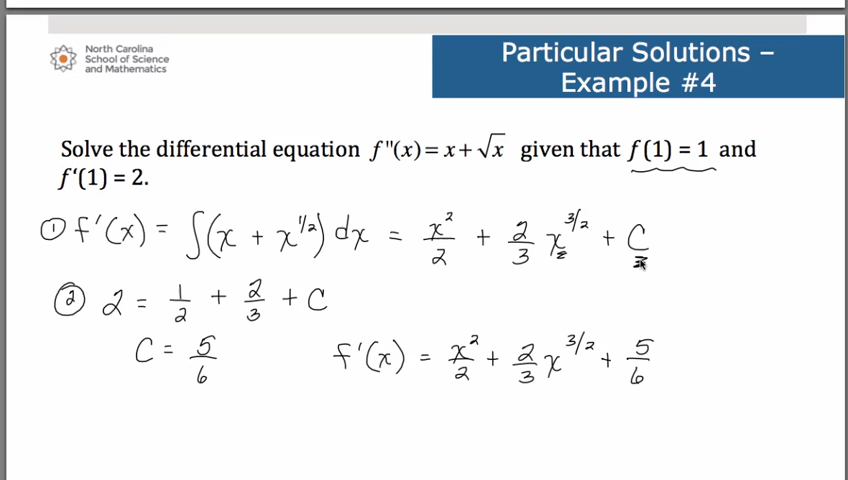 North Carolina
School of Science
and Mathematics
Particular Solutions –
Example #4
Solve the differential equation f"(x) = x + √x given that f(1) = 1 and
f'(1) = 2.
① f'(x) = ∫(x + x^1/2) dx = x²/2 + 2/3 x^3/2 + C
② 2 = 1/2 + 2/3 + C
C = 5/6 f'(x) = x²/2 + 2/3 x^3/2 + 5/6